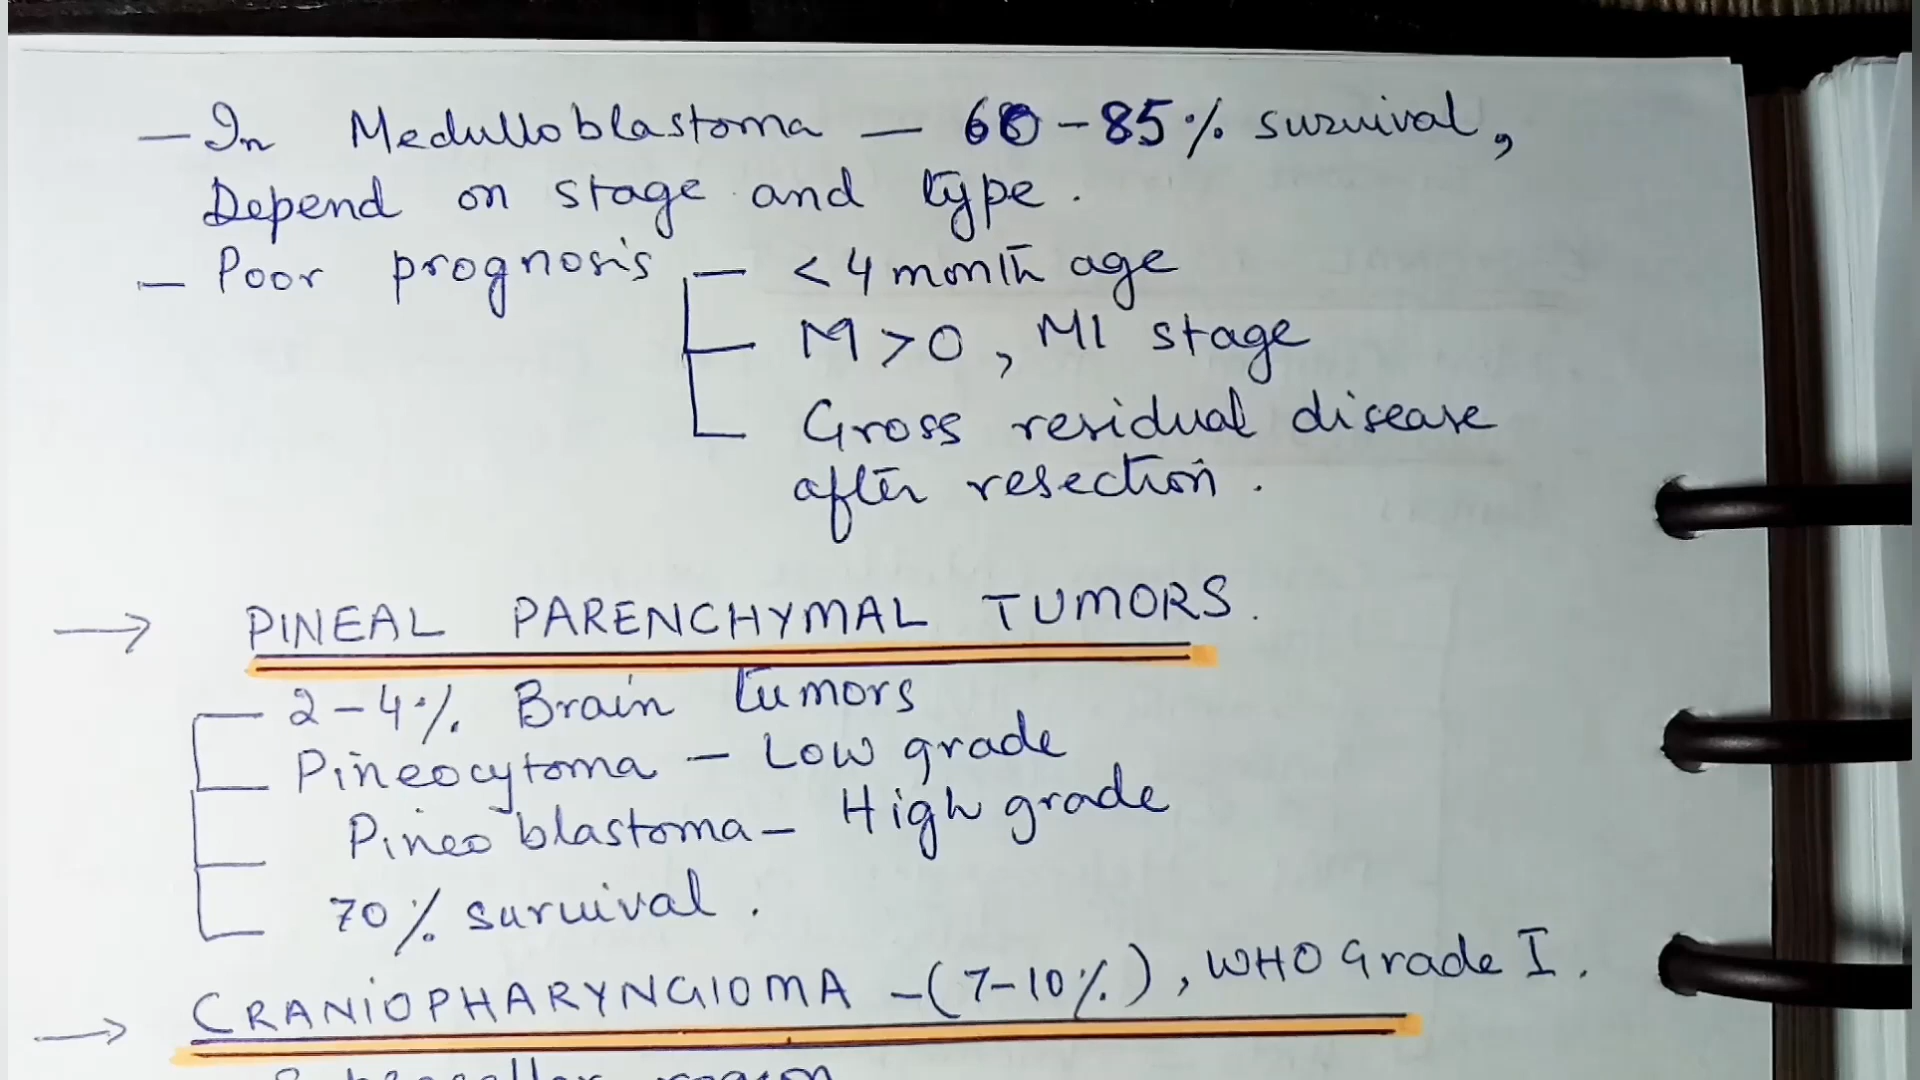 – In Medulloblastoma – 60-85% survival,
Depend on stage and type.
– Poor prognosis – < 4 month age
M > 0, M1 stage
Gross residual disease
after resection.
→ PINEAL PARENCHYMAL TUMORS.
2-4% Brain tumors
Pineocytoma – Low grade
Pineoblastoma – High grade
70% survival.
→ CRANIOPHARYNGIOMA – (7-10%), WHO Grade I.